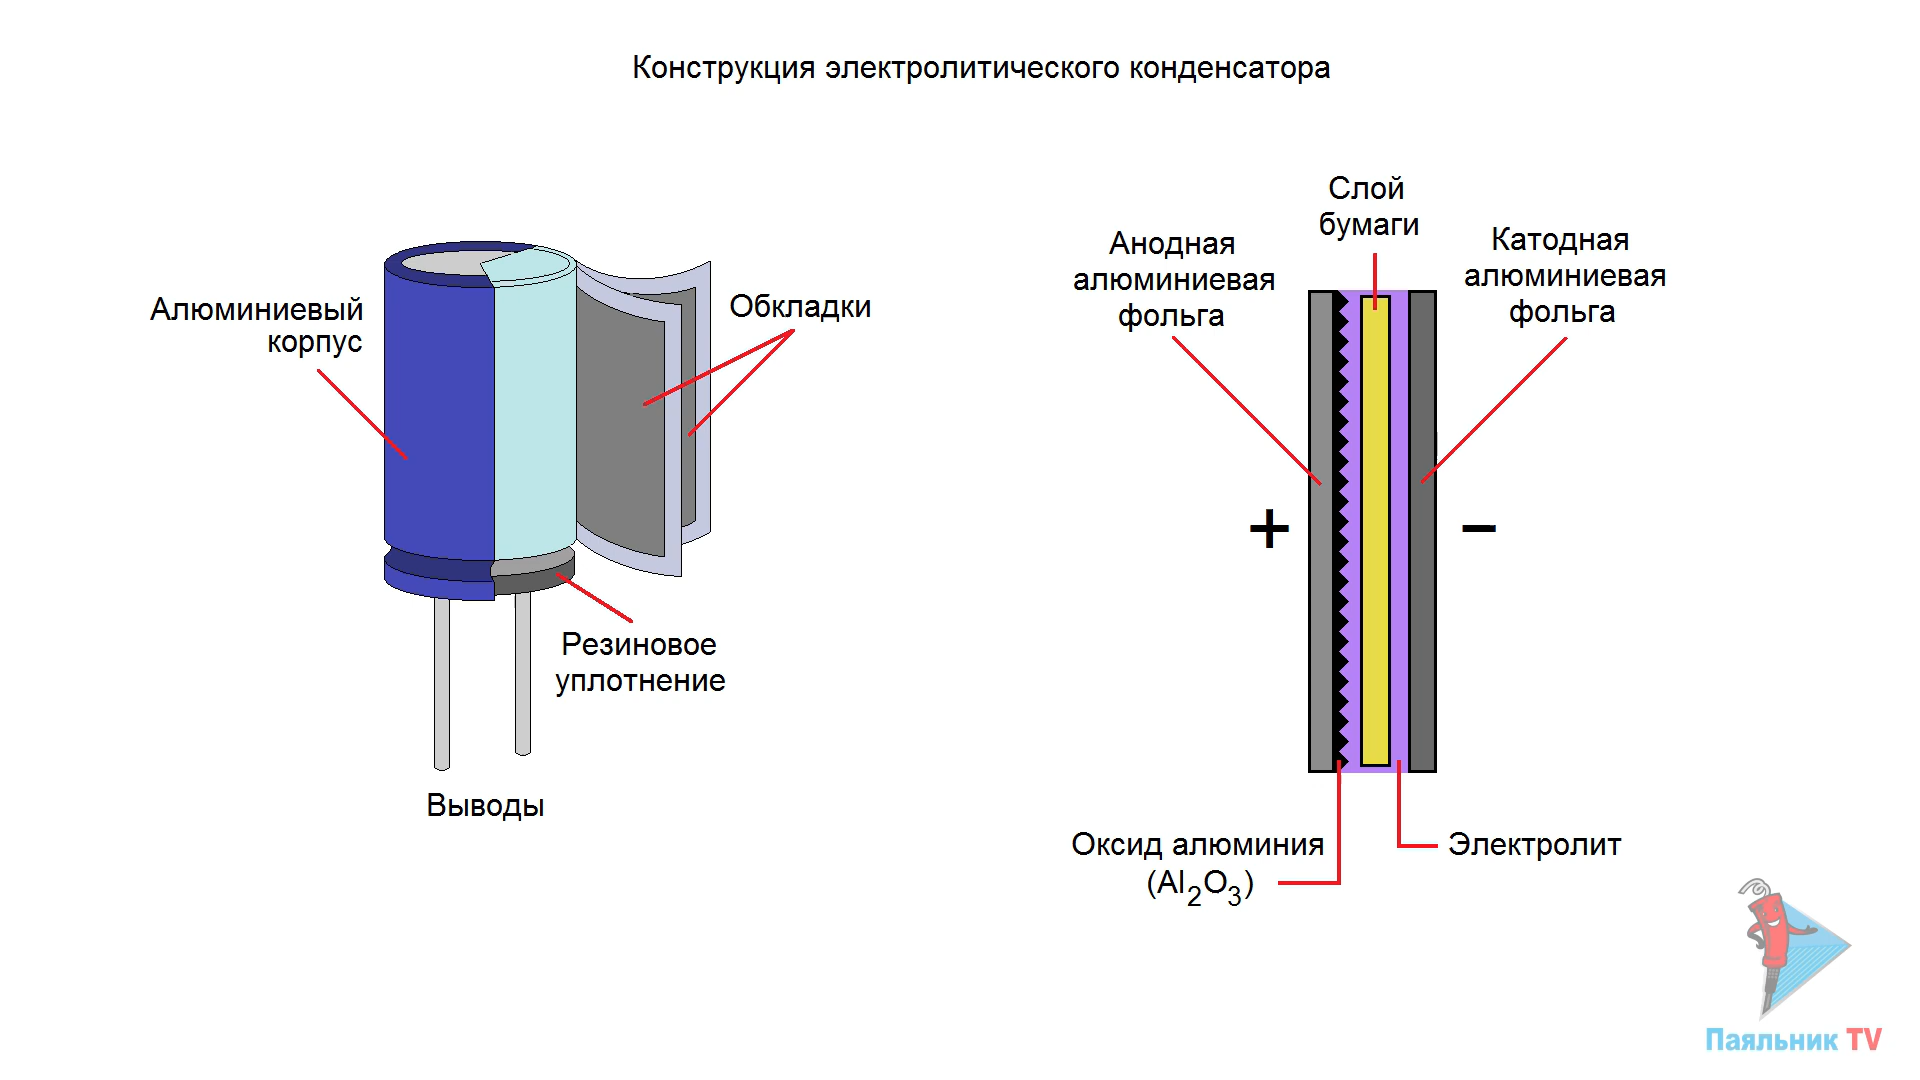 Конструкция электролитического конденсатора
Алюминиевый
корпус
Обкладки
Резиновое
уплотнение
Выводы
Слой
бумаги
Анодная
алюминиевая
фольга
Катодная
алюминиевая
фольга
+
−
Оксид алюминия
(Al₂O₃)
Электролит
Паяльник TV